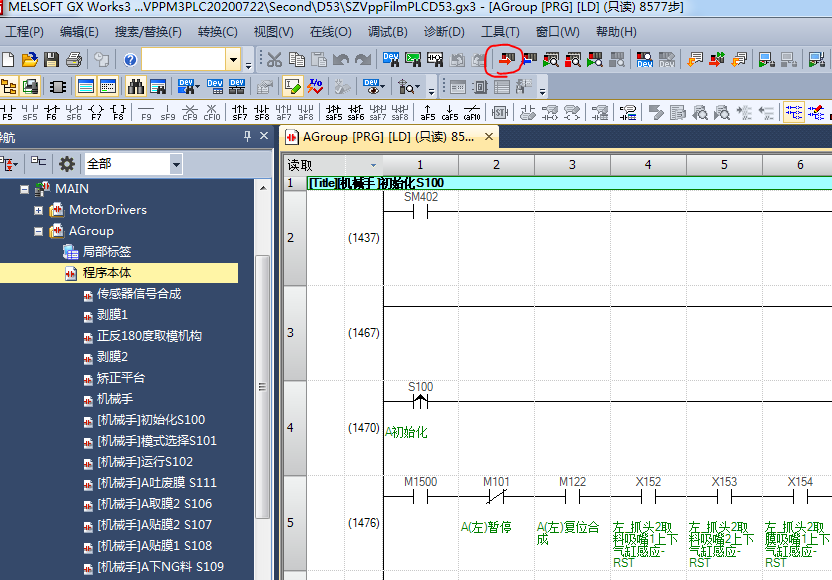 MELSOFT GX Works3 ...VPPM3PLC20200722\Second\D53\SZVppFilmPLCD53.gx3 - [AGroup [PRG] [LD] (只读) 8577步]
工程(P) 编辑(E) 搜索/替换(F) 转换(C) 视图(V) 在线(O) 调试(B) 诊断(D) 工具(T) 窗口(W) 帮助(H)
F5 sF5 F6 sF6 F7 F8 F9 sF9 cF9 cF10 sF7 sF8 aF7 aF8 saF5 saF6 saF7 saF8 aF5 caF5 caF10
航
AGroup [PRG] [LD] (只读) 85...
全部
读取 1 2 3 4 5 6
MAIN
MotorDrivers
AGroup
局部标签
程序本体
传感器信号合成
剥膜1
正反180度取模机构
剥膜2
矫正平台
机械手
[机械手]初始化S100
[机械手]模式选择S101
[机械手]运行S102
[机械手]A吐废膜 S111
[机械手]A取膜2 S106
[机械手]A贴膜2 S107
[机械手]A贴膜1 S108
[机械手]A下NG料 S109
1 [Title][机械手]初始化S100
SM402
2 (1437)
3 (1467)
S100
4 (1470)
A初始化
M1500 M101 M122 X152 X153 X154
5 (1476)
A(左)暂停
A(左)复位合成
左_抓头2取料吸嘴1上下气缸感应-RST
左_抓头2取料吸嘴2上下气缸感应-RST
左_抓头2取膜吸嘴1上下气缸感应-RST